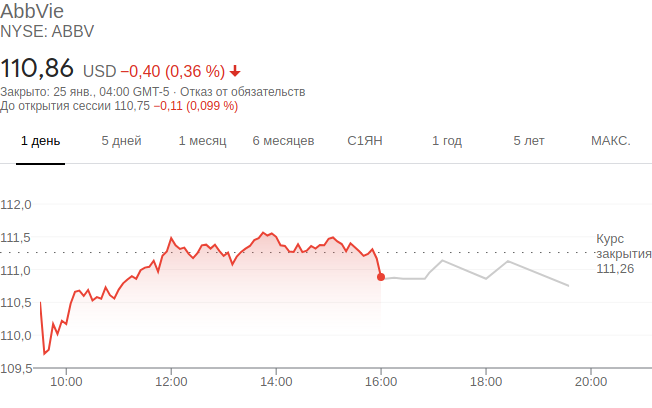 AbbVie
NYSE: ABBV
110,86 USD −0,40 (0,36 %)
Закрыто: 25 янв., 04:00 GMT-5 · Отказ от обязательств
До открытия сессии 110,75 −0,11 (0,099 %)
1 день 5 дней 1 месяц 6 месяцев С1ЯН 1 год 5 лет МАКС.
112,0
111,5
Курс
закрытия
111,26
111,0
110,5
110,0
109,5
10:00 12:00 14:00 16:00 18:00 20:00